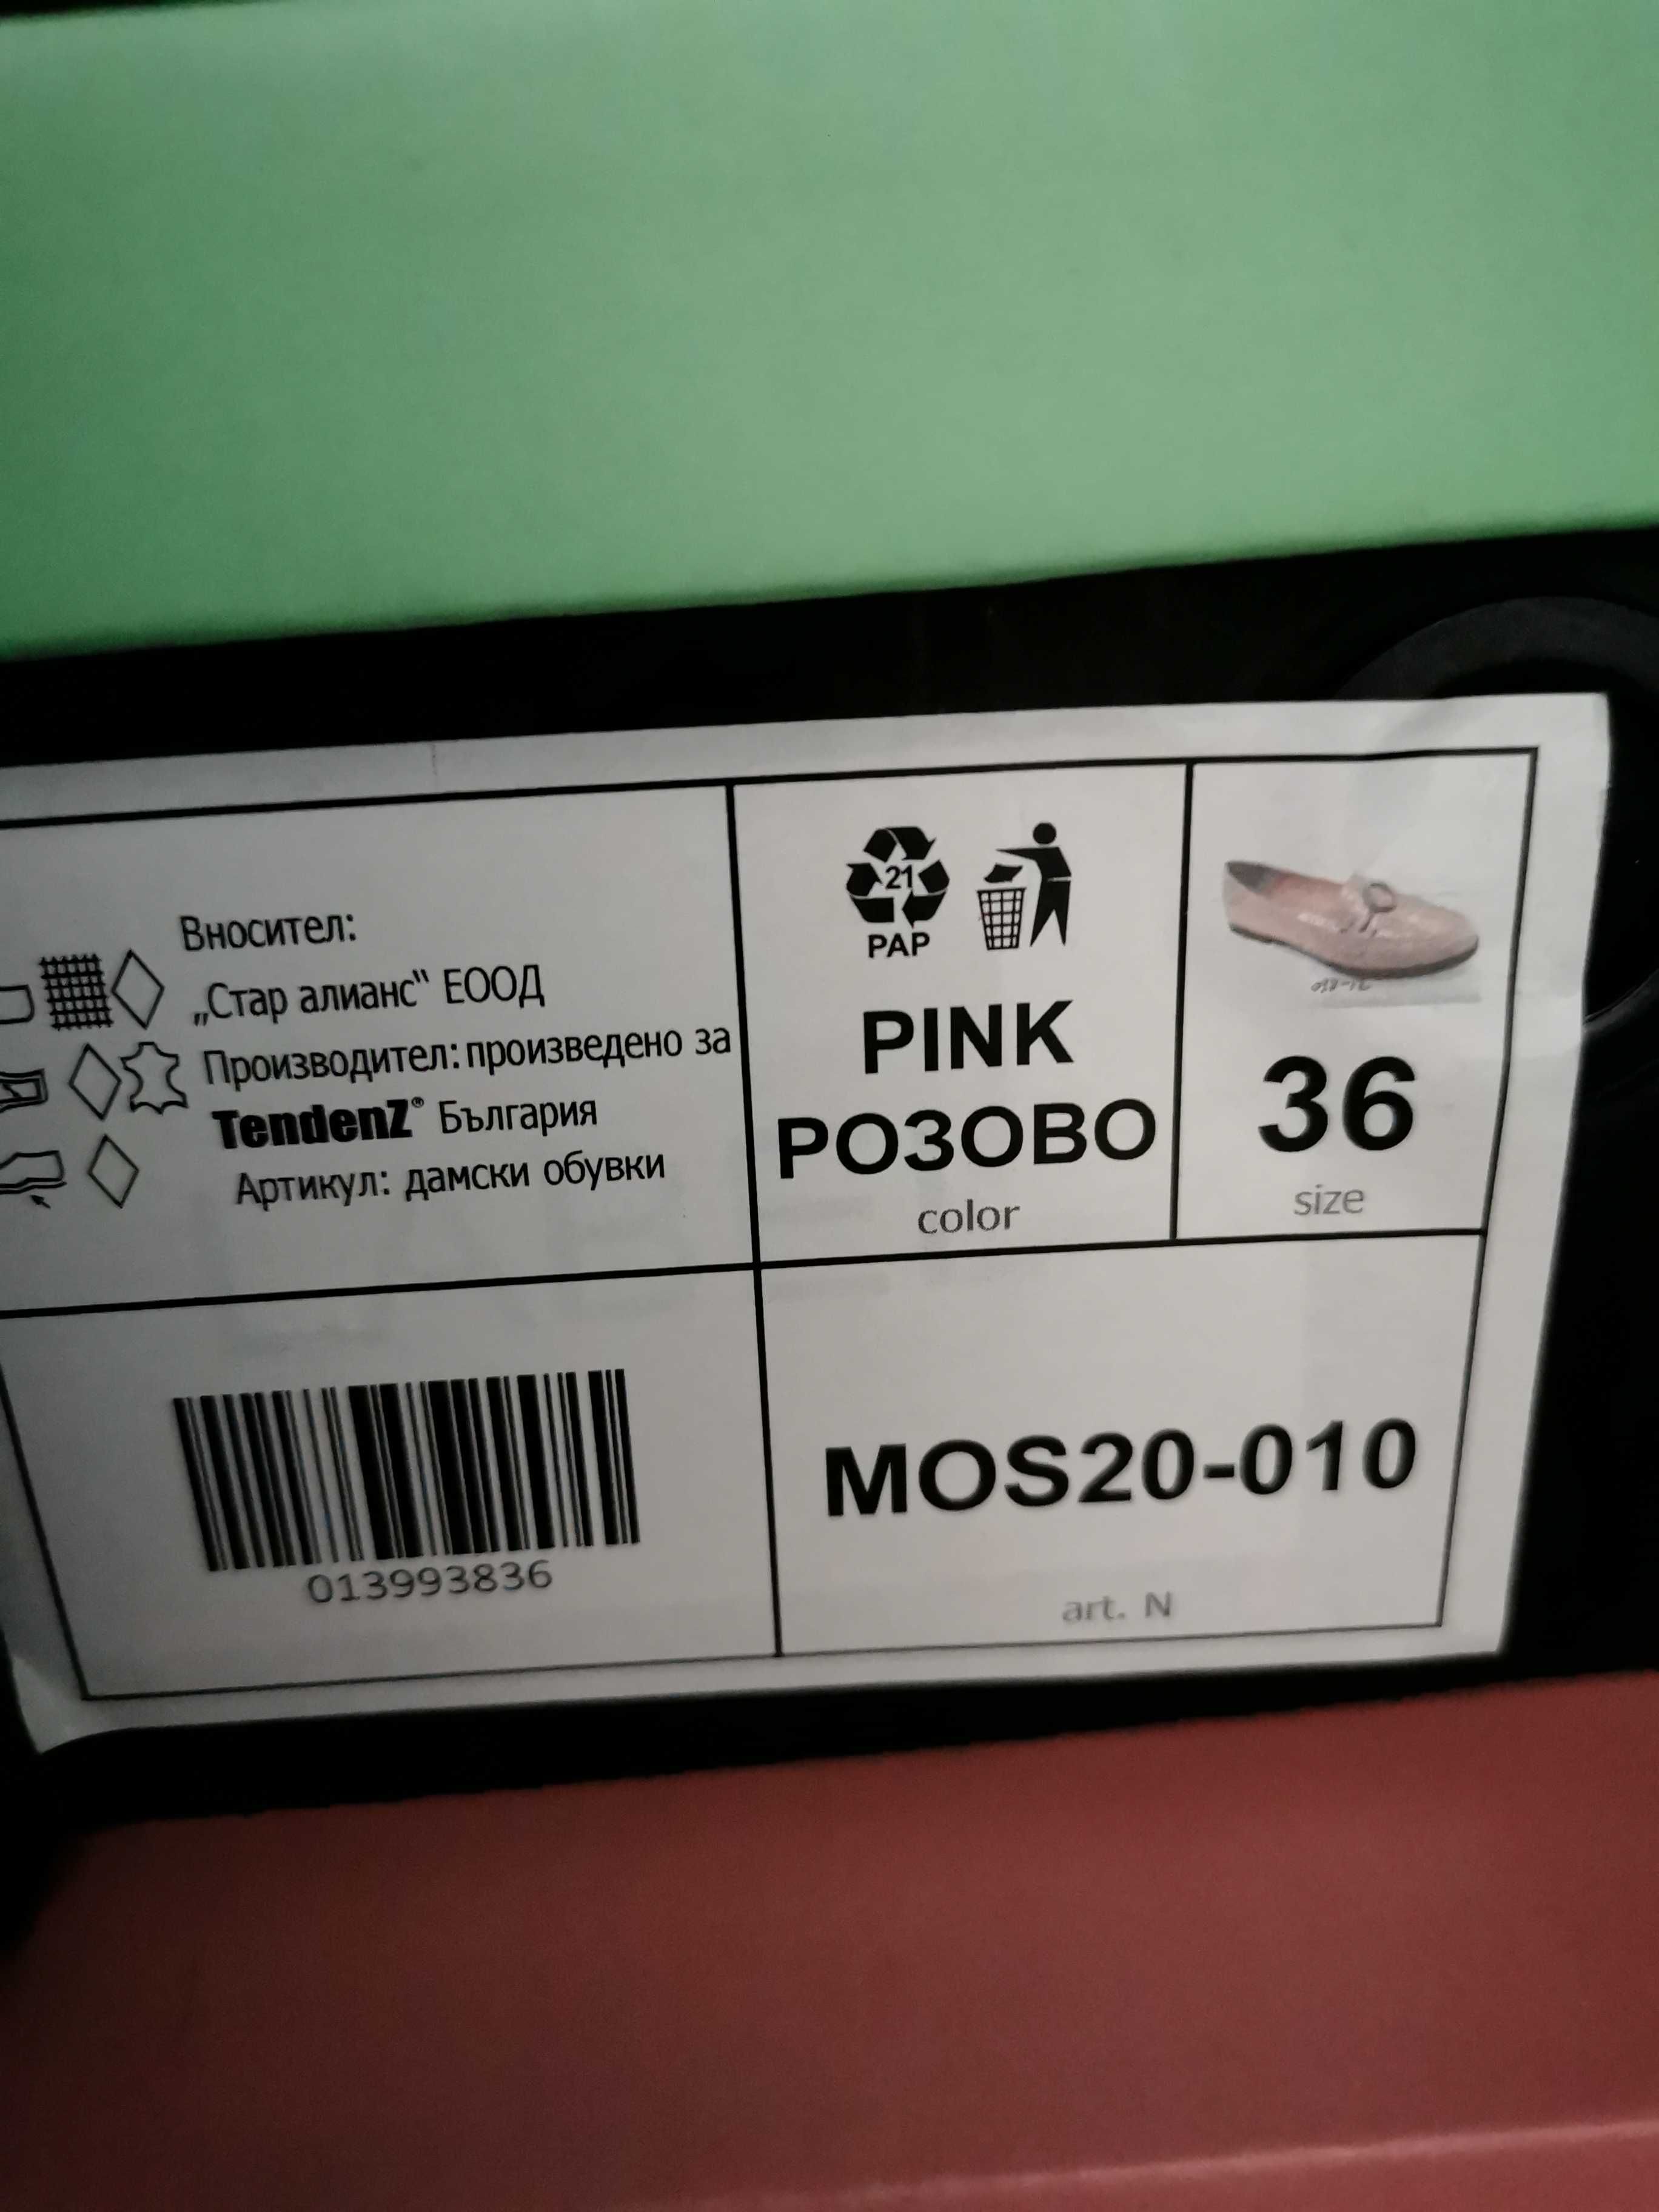 Вносител:
„Стар алианс“ ЕООД
Производител: произведено за
TendenZ® България
Артикул: дамски обувки
21
PAP
PINK
РОЗОВО
color
36
size
013993836
MOS20-010
art. N